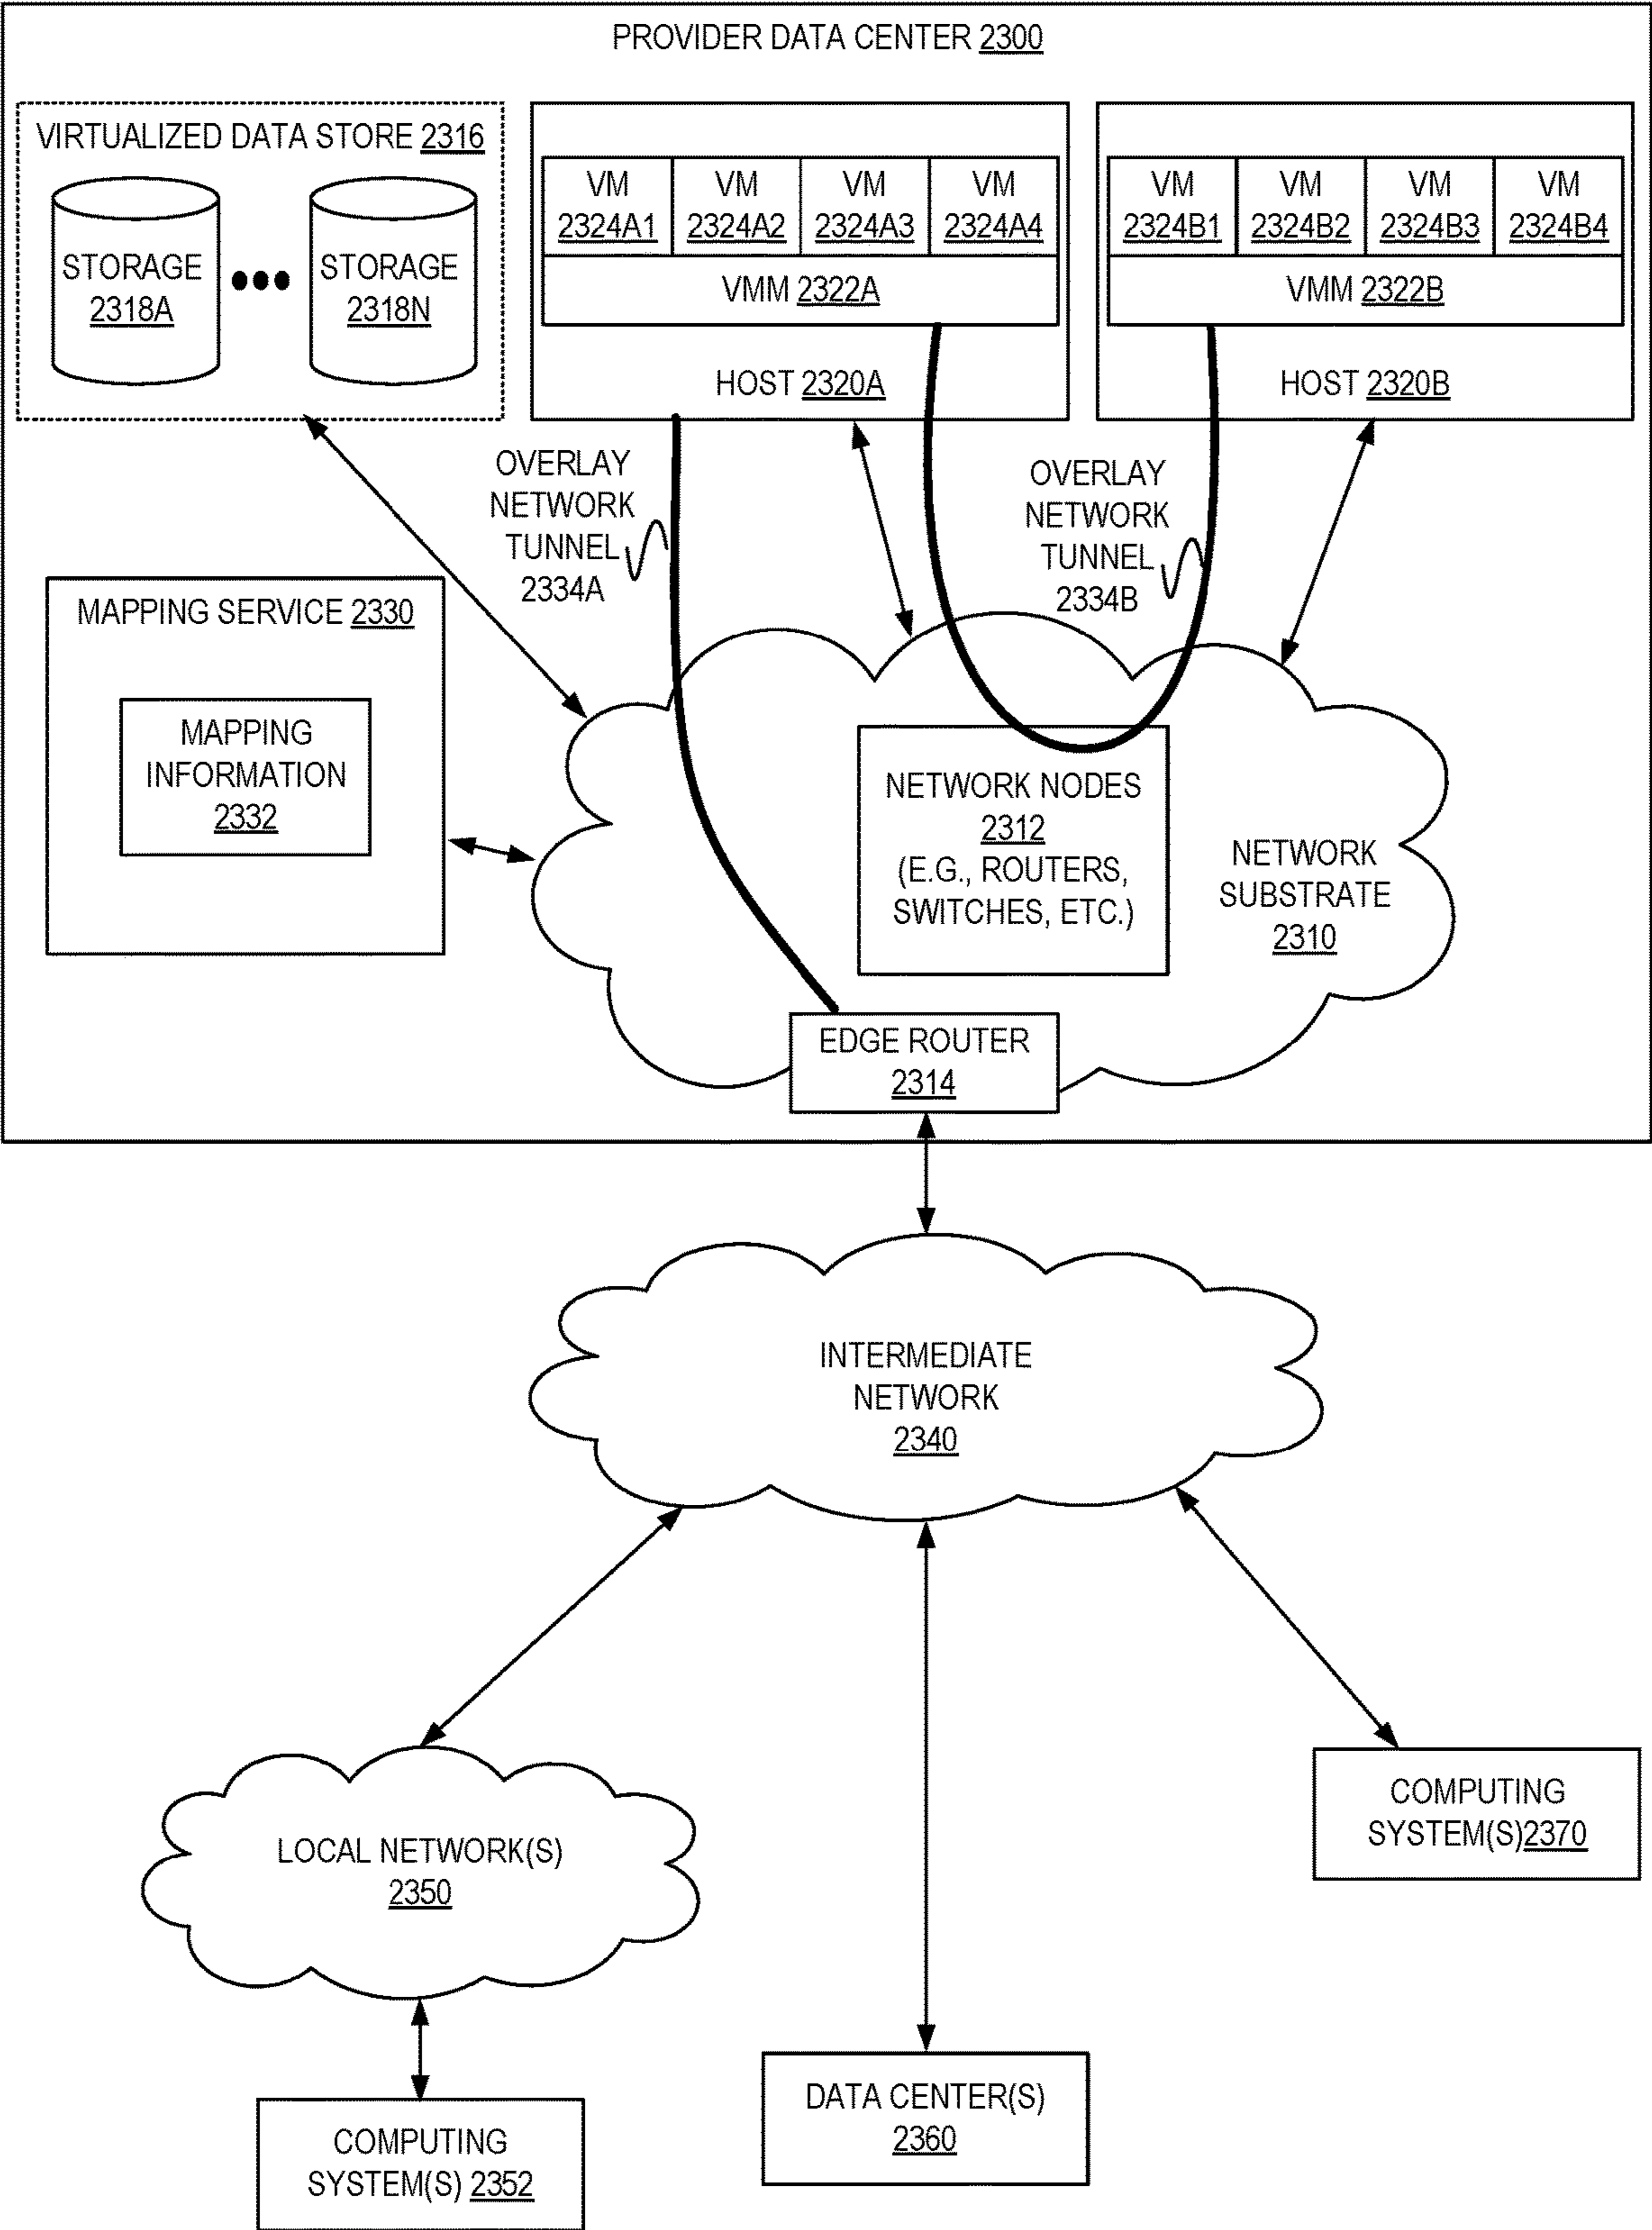 PROVIDER DATA CENTER 2300
VIRTUALIZED DATA STORE 2316
STORAGE
2318A
STORAGE
2318N
VM
2324A1
VM
2324A2
VM
2324A3
VM
2324A4
VMM 2322A
HOST 2320A
VM
2324B1
VM
2324B2
VM
2324B3
VM
2324B4
VMM 2322B
HOST 2320B
OVERLAY
NETWORK
TUNNEL
2334A
OVERLAY
NETWORK
TUNNEL
2334B
MAPPING SERVICE 2330
MAPPING
INFORMATION
2332
NETWORK NODES
2312
(E.G., ROUTERS,
SWITCHES, ETC.)
NETWORK
SUBSTRATE
2310
EDGE ROUTER
2314
INTERMEDIATE
NETWORK
2340
LOCAL NETWORK(S)
2350
COMPUTING
SYSTEM(S)2370
DATA CENTER(S)
2360
COMPUTING
SYSTEM(S) 2352